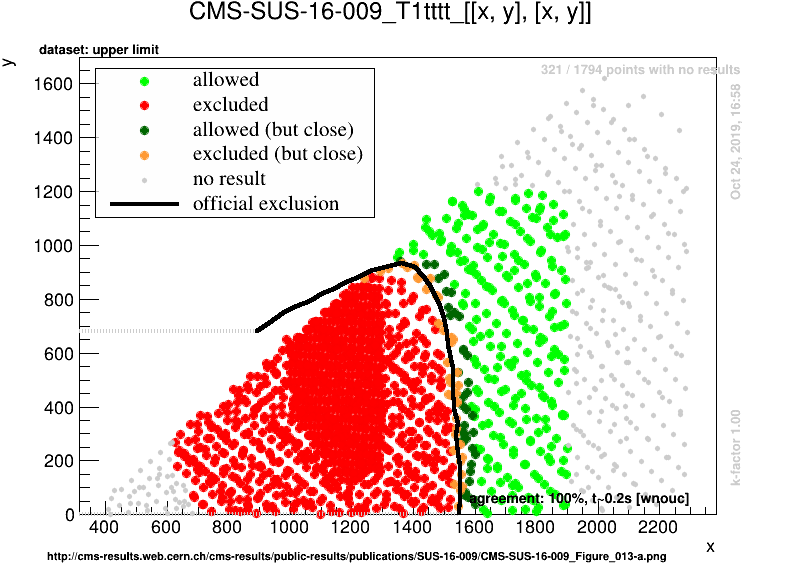 CMS-SUS-16-009_T1tttt_[[x, y], [x, y]]
dataset: upper limit
y
321 / 1794 points with no results
Oct 24, 2019, 16:58
allowed
excluded
allowed (but close)
excluded (but close)
no result
official exclusion
1600
1400
1200
1000
800
600
400
200
0
k-factor 1.00
agreement: 100%, t~0.2s [wnouc]
400 600 800 1000 1200 1400 1600 1800 2000 2200
x
http://cms-results.web.cern.ch/cms-results/public-results/publications/SUS-16-009/CMS-SUS-16-009_Figure_013-a.png